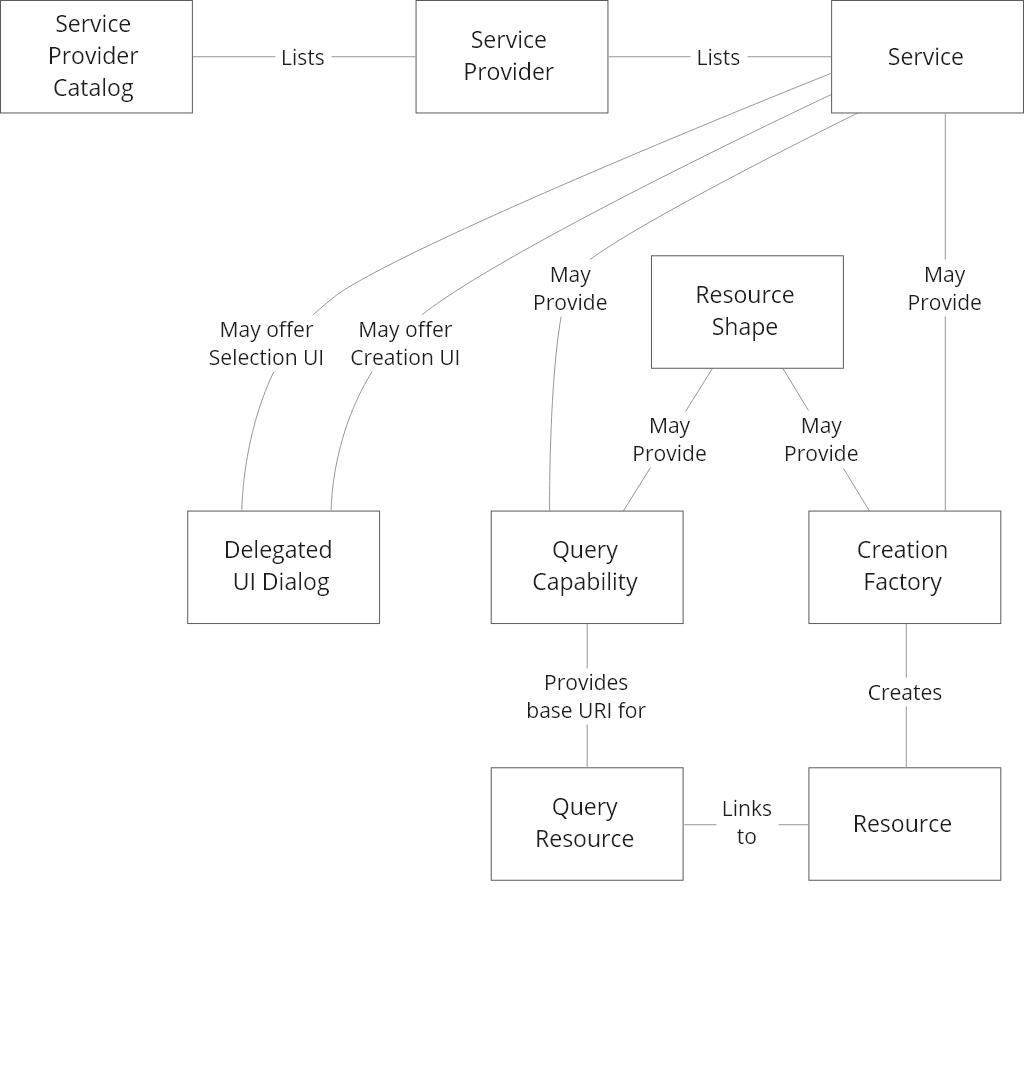 Service
Provider
Catalog
Lists
Service
Provider
Lists
Service
May
Provide
Resource
Shape
May
Provide
May offer
Selection UI
May offer
Creation UI
May
Provide
May
Provide
Delegated
UI Dialog
Query
Capability
Creation
Factory
Provides
base URI for
Creates
Query
Resource
Links
to
Resource